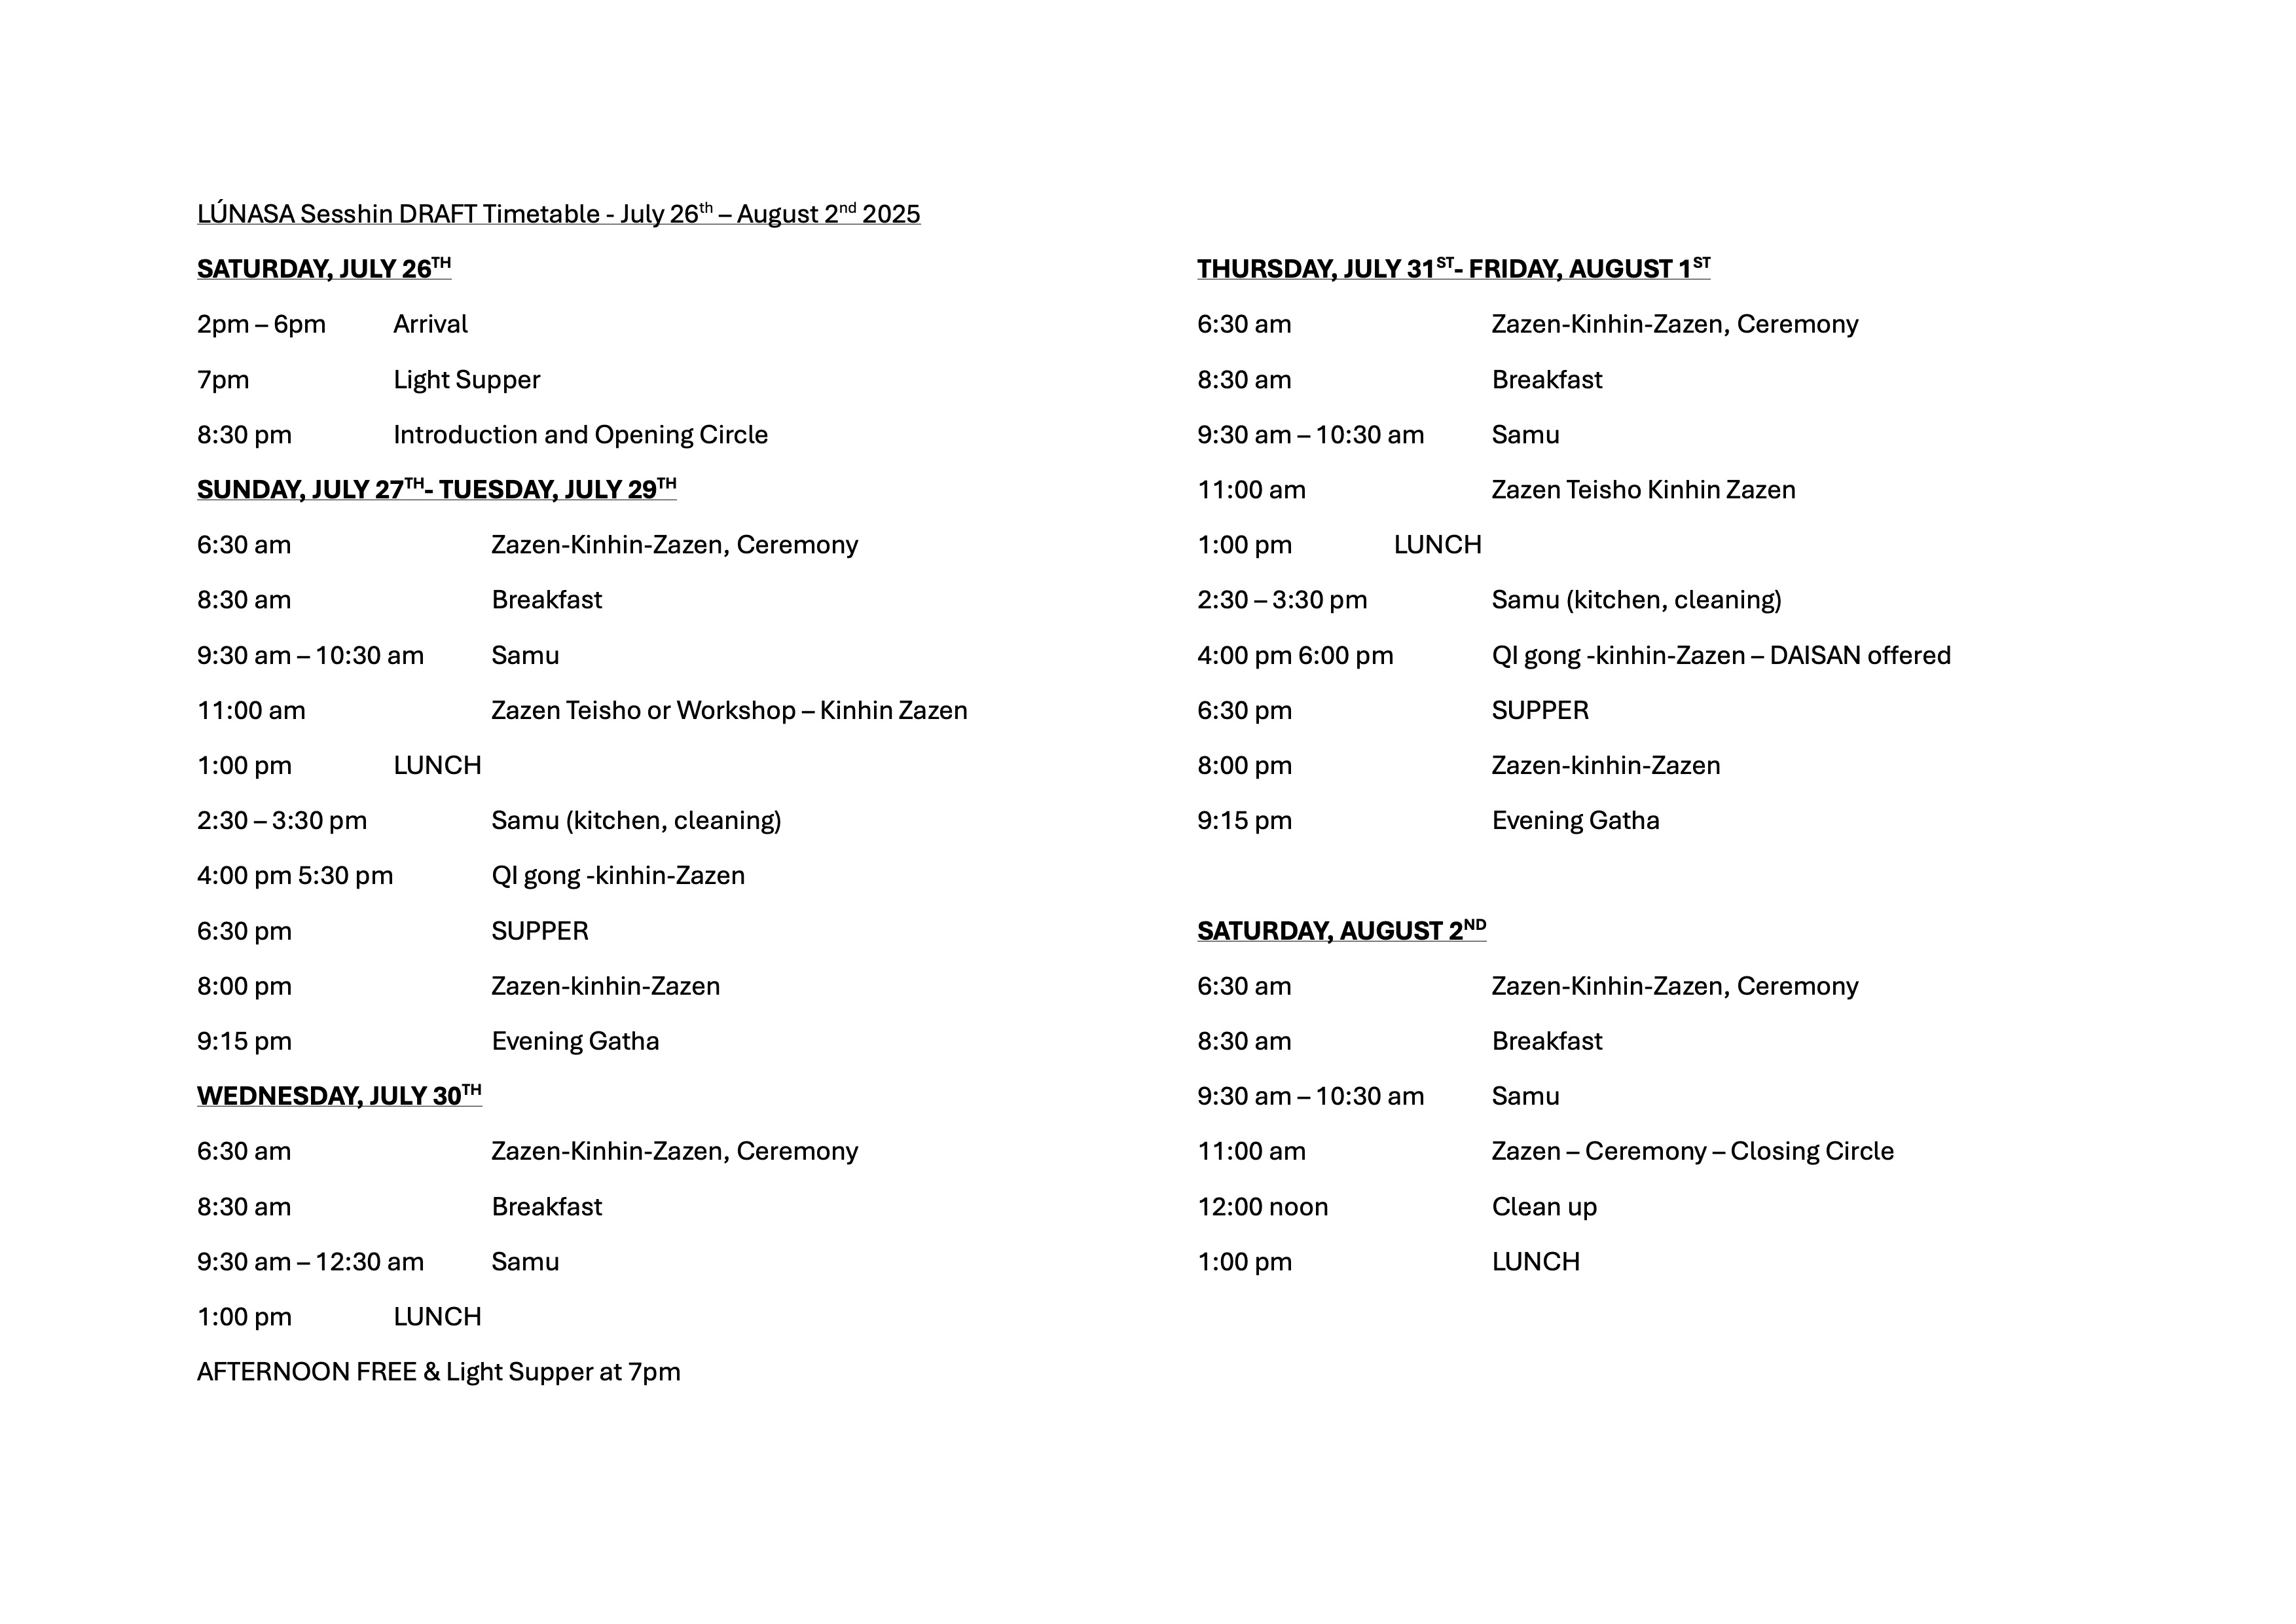 LÚNASA Sesshin DRAFT Timetable - July 26th – August 2nd 2025
SATURDAY, JULY 26TH
2pm – 6pm Arrival
7pm Light Supper
8:30 pm Introduction and Opening Circle
SUNDAY, JULY 27TH- TUESDAY, JULY 29TH
6:30 am Zazen-Kinhin-Zazen, Ceremony
8:30 am Breakfast
9:30 am – 10:30 am Samu
11:00 am Zazen Teisho or Workshop – Kinhin Zazen
1:00 pm LUNCH
2:30 – 3:30 pm Samu (kitchen, cleaning)
4:00 pm 5:30 pm QI gong -kinhin-Zazen
6:30 pm SUPPER
8:00 pm Zazen-kinhin-Zazen
9:15 pm Evening Gatha
WEDNESDAY, JULY 30TH
6:30 am Zazen-Kinhin-Zazen, Ceremony
8:30 am Breakfast
9:30 am – 12:30 am Samu
1:00 pm LUNCH
AFTERNOON FREE & Light Supper at 7pm
THURSDAY, JULY 31ST- FRIDAY, AUGUST 1ST
6:30 am Zazen-Kinhin-Zazen, Ceremony
8:30 am Breakfast
9:30 am – 10:30 am Samu
11:00 am Zazen Teisho Kinhin Zazen
1:00 pm LUNCH
2:30 – 3:30 pm Samu (kitchen, cleaning)
4:00 pm 6:00 pm QI gong -kinhin-Zazen – DAISAN offered
6:30 pm SUPPER
8:00 pm Zazen-kinhin-Zazen
9:15 pm Evening Gatha
SATURDAY, AUGUST 2ND
6:30 am Zazen-Kinhin-Zazen, Ceremony
8:30 am Breakfast
9:30 am – 10:30 am Samu
11:00 am Zazen – Ceremony – Closing Circle
12:00 noon Clean up
1:00 pm LUNCH